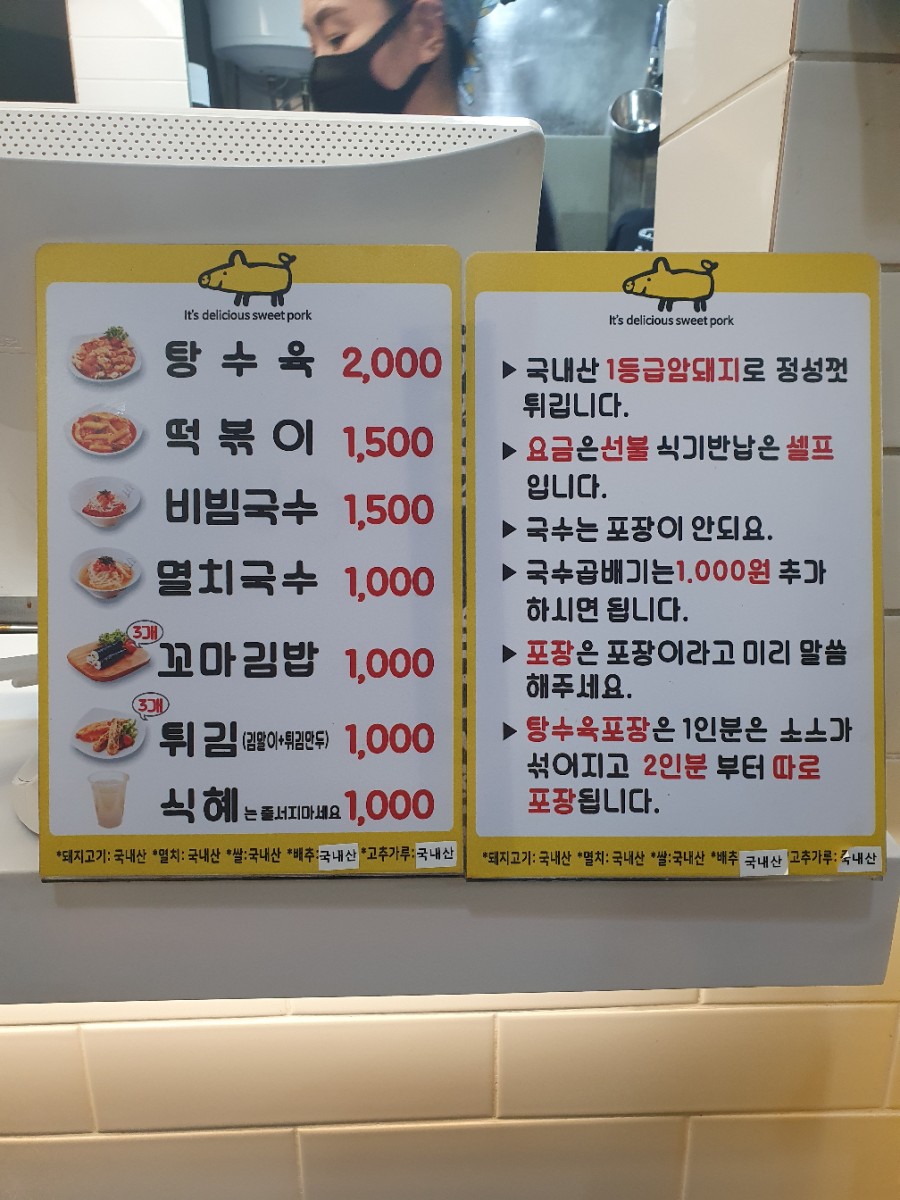 It's delicious sweet pork
탕수육 2,000
떡볶이 1,500
비빔국수 1,500
멸치국수 1,000
3개
꼬마김밥 1,000
3개
튀김(김말이+튀김만두) 1,000
식혜는 줄서지마세요 1,000
*돼지고기: 국내산 *멸치: 국내산 *쌀:국내산 *배추:국내산 *고추가루:국내산
It's delicious sweet pork
▶국내산 1등급암돼지로 정성껏
튀깁니다.
▶요금은선불 식기반납은 셀프
입니다.
▶국수는 포장이 안되요.
▶국수곱배기는1.000원 추가
하시면 됩니다.
▶포장은 포장이라고 미리 말씀
해주세요.
▶탕수육포장은 1인분은 소스가
섞어지고 2인분 부터 따로
포장됩니다.
*돼지고기: 국내산 *멸치: 국내산 *쌀:국내산 *배추 국내산 고추가루: 국내산